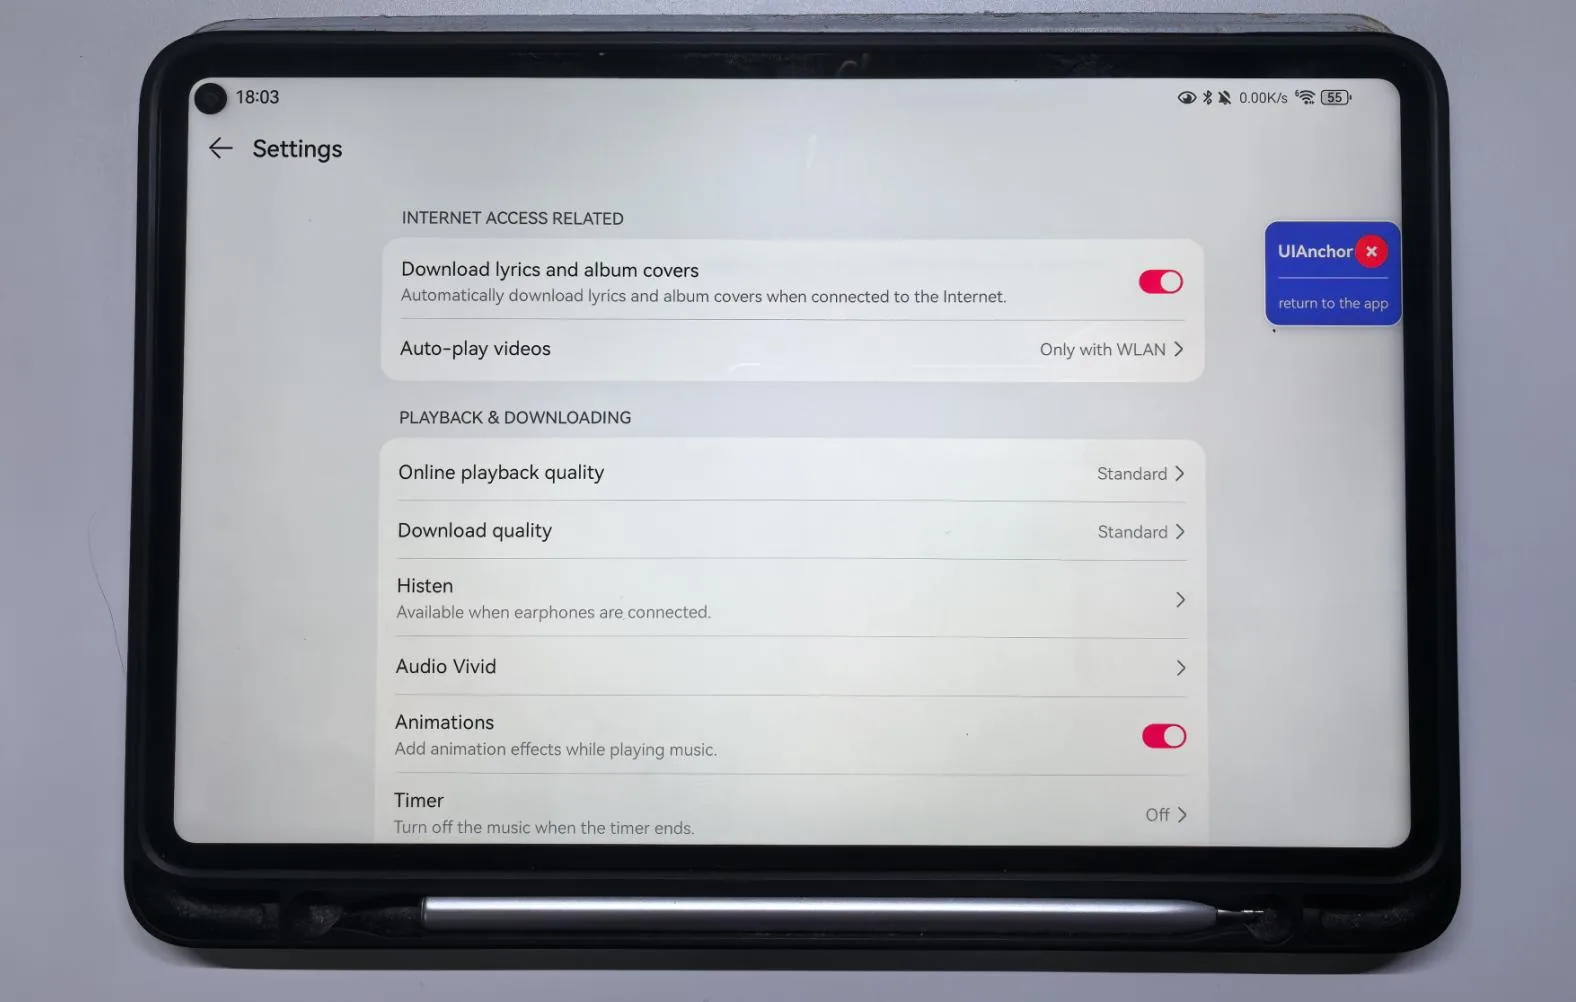 18:03
0.00K/s 6 55
Settings
INTERNET ACCESS RELATED
Download lyrics and album covers
Automatically download lyrics and album covers when connected to the Internet.
Auto-play videos
Only with WLAN
UIAnchor
return to the app
PLAYBACK & DOWNLOADING
Online playback quality
Standard
Download quality
Standard
Histen
Available when earphones are connected.
Audio Vivid
Animations
Add animation effects while playing music.
Timer
Turn off the music when the timer ends.
Off